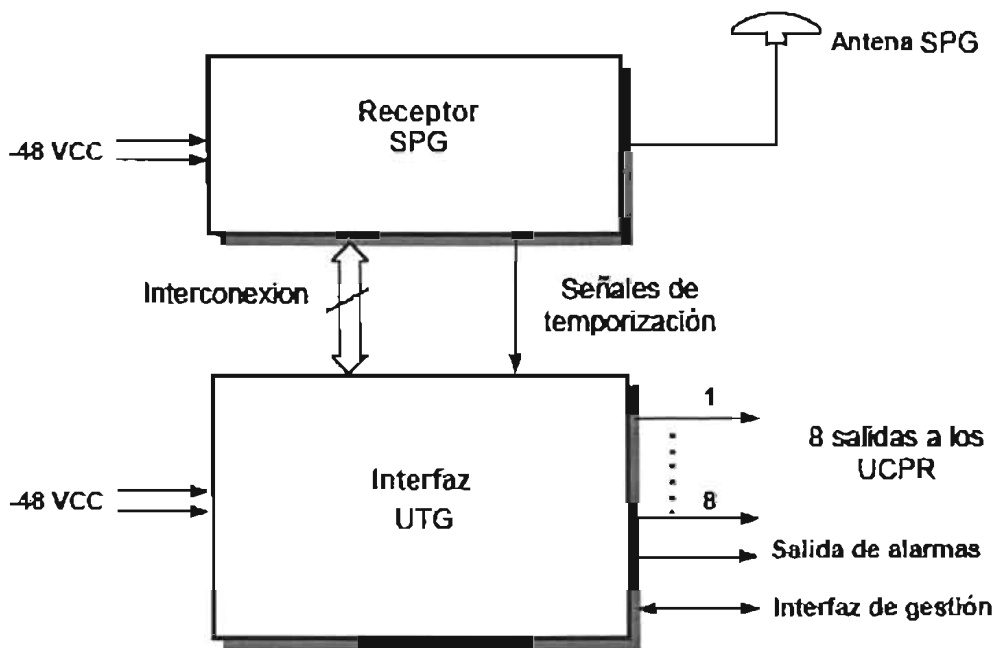 Antena SPG
Receptor
SPG
-48 VCC
Interconexion
Señales de
temporización
1
8 salidas a los
UCPR
Interfaz
UTG
-48 VCC
8
Salida de alarmas
Interfaz de gestión